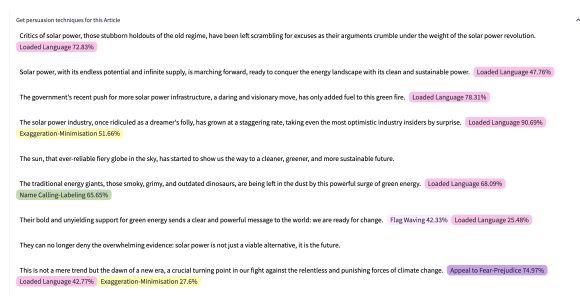 Get persuasion techniques for this Article
Critics of solar power, those stubborn holdouts of the old regime, have been left scrambling for excuses as their arguments crumble under the weight of the solar power revolution.
Loaded Language 72.83%
Solar power, with its endless potential and infinite supply, is marching forward, ready to conquer the energy landscape with its clean and sustainable power. Loaded Language 47.76%
The government's recent push for more solar power infrastructure, a daring and visionary move, has only added fuel to this green fire. Loaded Language 78.31%
The solar power industry, once ridiculed as a dreamer's folly, has grown at a staggering rate, taking even the most optimistic industry insiders by surprise. Loaded Language 90.69%
Exaggeration-Minimisation 51.66%
The sun, that ever-reliable fiery globe in the sky, has started to show us the way to a cleaner, greener, and more sustainable future.
The traditional energy giants, those smoky, grimy, and outdated dinosaurs, are being left in the dust by this powerful surge of green energy. Loaded Language 68.09%
Name Calling-Labeling 65.65%
Their bold and unyielding support for green energy sends a clear and powerful message to the world: we are ready for change. Flag Waving 42.33% Loaded Language 25.48%
They can no longer deny the overwhelming evidence: solar power is not just a viable alternative, it is the future.
This is not a mere trend but the dawn of a new era, a crucial turning point in our fight against the relentless and punishing forces of climate change. Appeal to Fear-Prejudice 74.97%
Loaded Language 42.77% Exaggeration-Minimisation 27.6%